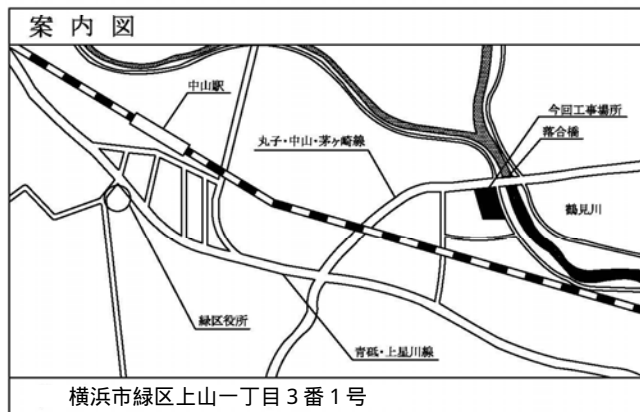 案内図
中山駅
今回工事場所
落合橋
丸子・中山・茅ヶ崎線
鶴見川
緑区役所
青砥・上星川線
横浜市緑区上山一丁目3番1号